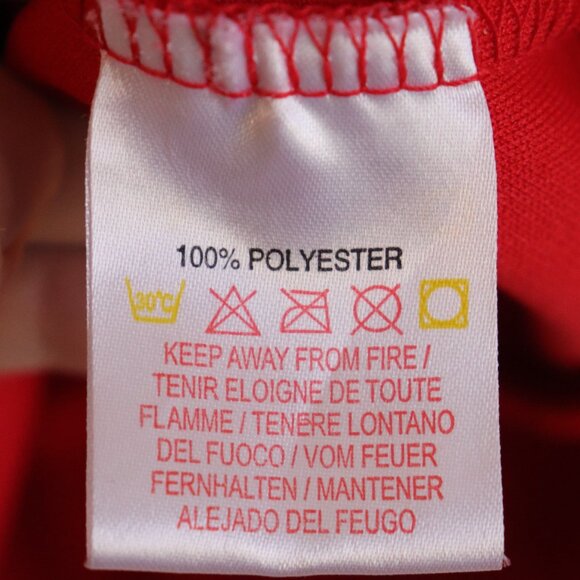 100% POLYESTER
30°C
KEEP AWAY FROM FIRE /
TENIR ELOIGNE DE TOUTE
FLAMME / TENERE LONTANO
DEL FUOCO / VOM FEUER
FERNHALTEN / MANTENER
ALEJADO DEL FEUGO